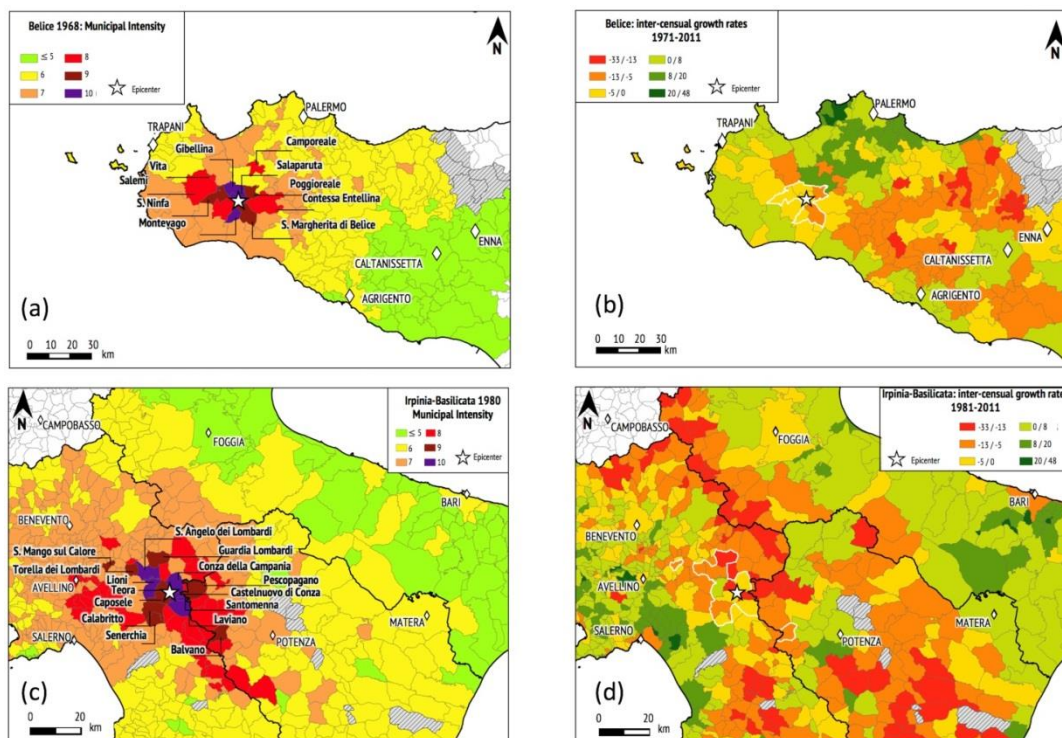 Belice 1968: Municipal Intensity
≤ 5
6
7
8
9
10
Epicenter
N
PALERMO
TRAPANI
Gibellina
Camporeale
Vita
Salaparuta
Salemi
Poggioreale
S. Ninfa
Contessa Entellina
Montevago
S. Margherita di Belice
ENNA
CALTANISSETTA
AGRIGENTO
(a)
0 10 20 30
km
Belice: inter-censual growth rates
1971-2011
-33 / -13
-13 / -5
-5 / 0
0 / 8
8 / 20
20 / 48
Epicenter
N
PALERMO
TRAPANI
ENNA
CALTANISSETTA
AGRIGENTO
(b)
0 10 20 30
km
N
Irpinia-Basilicata 1980
Municipal Intensity
≤ 5
6
7
8
9
10
Epicenter
CAMPOBASSO
FOGGIA
BARI
BENEVENTO
S. Angelo dei Lombardi
S. Mango sul Calore
Guardia Lombardi
Torella dei Lombardi
Conza della Campania
AVELLINO
Lioni
Pescopagano
Teora
Castelnuovo di Conza
Caposele
Santomenna
Calabritto
Laviano
MATERA
SALERNO
Senerchia
POTENZA
Balvano
(c)
0 20
km
N
Irpinia-Basilicata: inter-censual growth rate
1981-2011
-33 / -13
-13 / -5
-5 / 0
0 / 8
8 / 20
20 / 48
Epicenter
CAMPOBASSO
FOGGIA
BARI
BENEVENTO
AVELLINO
MATERA
SALERNO
POTENZA
(d)
0 20
km